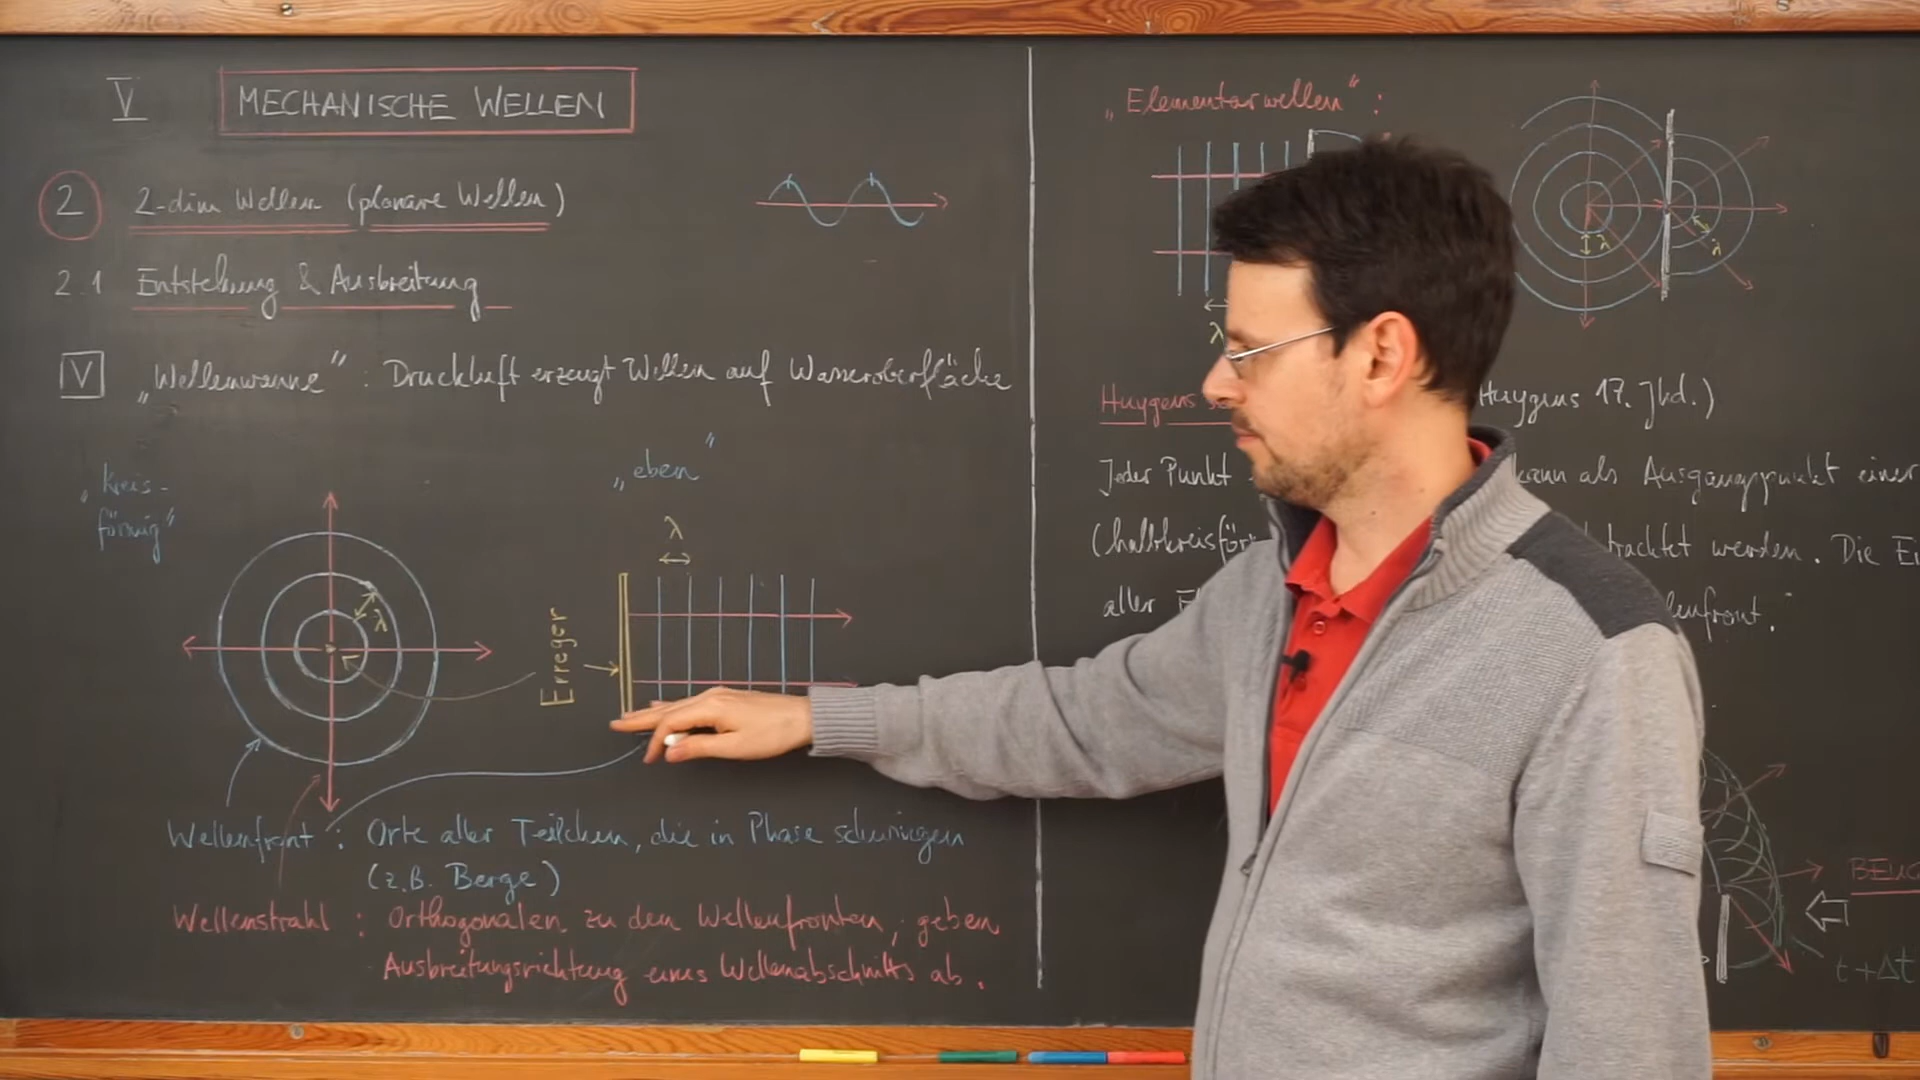 V MECHANISCHE WELLEN
2 2-dim Wellen (planare Wellen)
2.1 Entstehung & Ausbreitung
V „Wellenwanne" : Druckluft erzeugt Wellen auf Wasseroberfläche
„kreis-
förmig"
„eben"
λ
λ
Erreger
Wellenfront : Orte aller Teilchen, die in Phase schwingen
(z.B. Berge)
Wellenstrahl : Orthogonalen zu den Wellenfronten, geben
Ausbreitungsrichtung eines Wellenabschnitts ab.
„Elementarwellen" :
λ
λ
λ
Huygens Huygens 17. Jhd.)
Jeder Punkt kann als Ausgangspunkt einer
(halbkreisför trachtet werden. Die
aller lenfront."
t+Δt